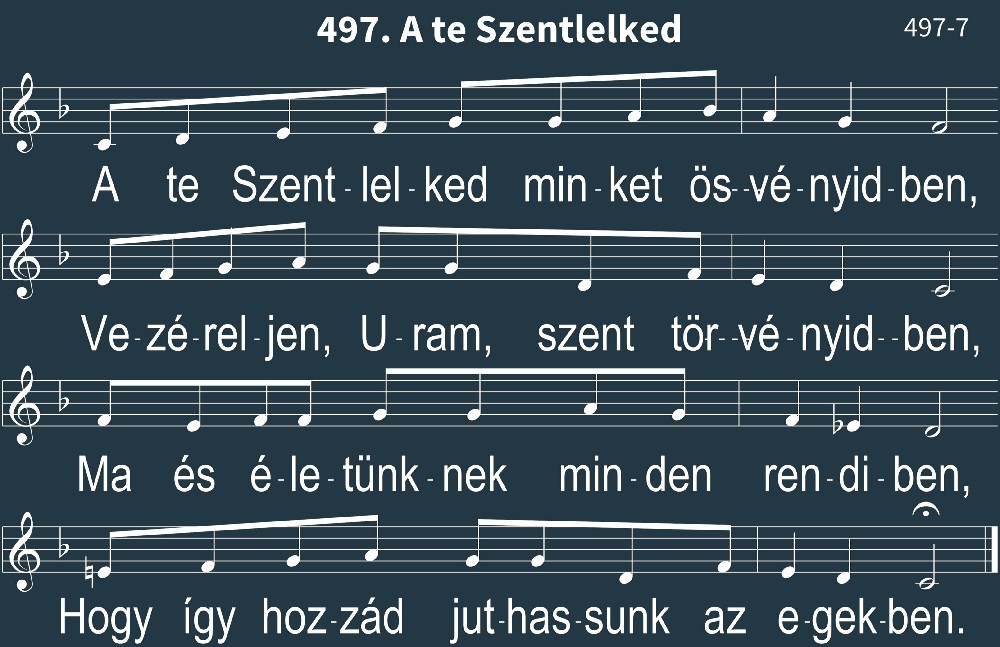 497. A te Szentlelked
497-7
A te Szent-lel-ked min-ket ös--vé-nyid-ben,
Ve-zé-rel-jen, U-ram, szent tör--vé-nyid--ben,
Ma és é-le-tünk-nek min-den ren-di-ben,
Hogy így hoz-zád jut-has-sunk az e-gek-ben.